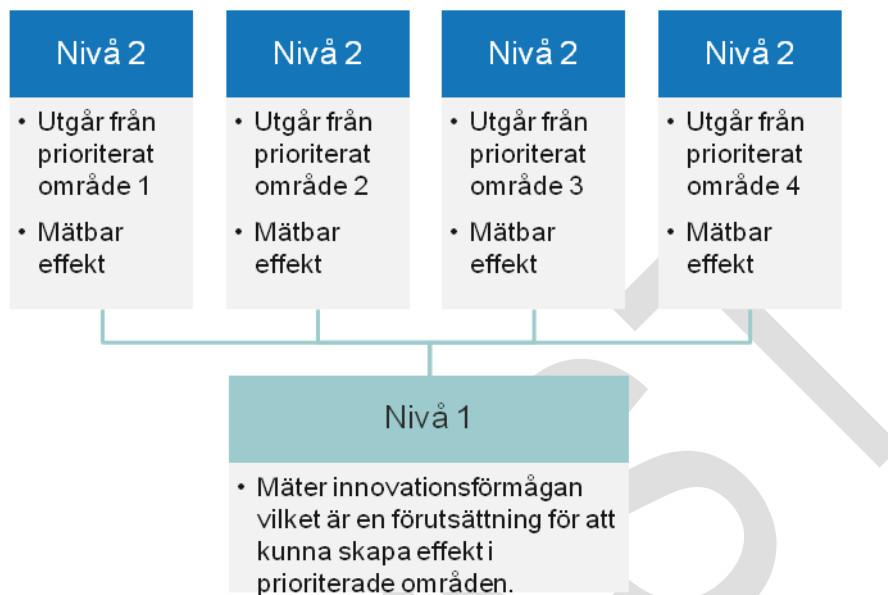 Nivå 2
• Utgår från
prioriterat
område 1
• Mätbar
effekt
Nivå 2
• Utgår från
prioriterat
område 2
• Mätbar
effekt
Nivå 2
• Utgår från
prioriterat
område 3
• Mätbar
effekt
Nivå 2
• Utgår från
prioriterat
område 4
• Mätbar
effekt
Nivå 1
• Mäter innovationsförmågan
vilket är en förutsättning för att
kunna skapa effekt i
prioriterade områden.